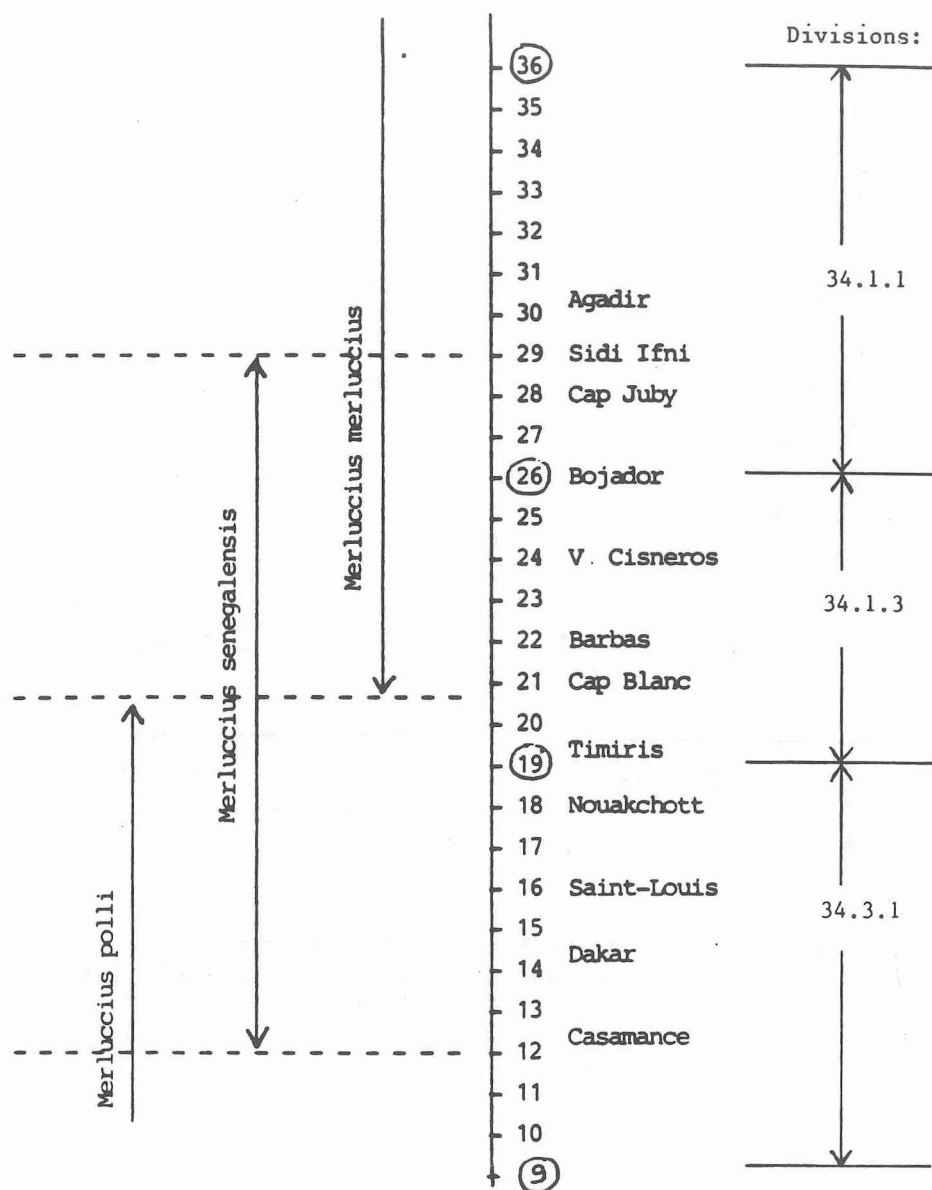 Divisions:
36
35
34
33
32
31
34.1.1
Agadir
30
29 Sidi Ifni
28 Cap Juby
27
26 Bojador
25
24 V. Cisneros
23
34.1.3
22 Barbas
21 Cap Blanc
20
Timiris
19
18 Nouakchott
17
16 Saint-Louis
15
34.3.1
Dakar
14
13
Casamance
12
11
10
9
Merluccius polli
Merluccius senegalensis
Merluccius merluccius